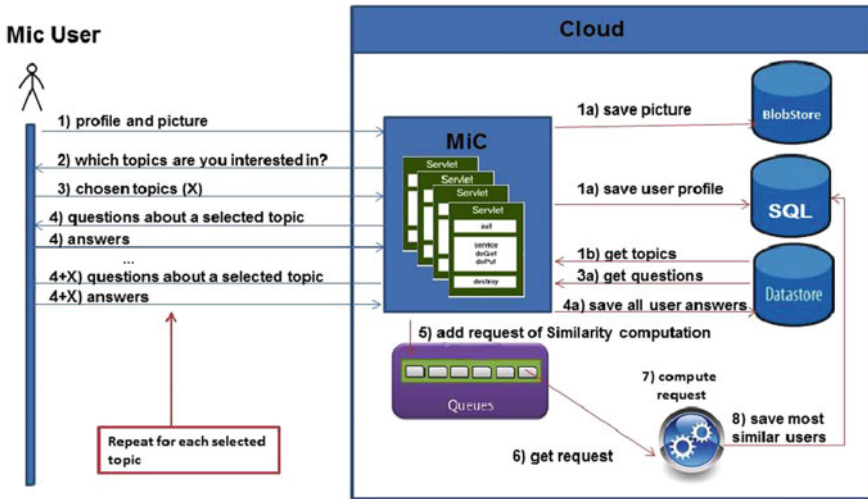 Cloud
Mic User
1) profile and picture
2) which topics are you interested in?
3) chosen topics (X)
4) questions about a selected topic
4) answers
...
4+X) questions about a selected topic
4+X) answers
Repeat for each selected
topic
MiC
Servlet
Servlet
Servlet
Servlet
init
service
doGet
doPut
destroy
1a) save picture
BlobStore
1a) save user profile
SQL
1b) get topics
3a) get questions
4a) save all user answers
Datastore
5) add request of Similarity computation
Queues
6) get request
7) compute
request
8) save most
similar users